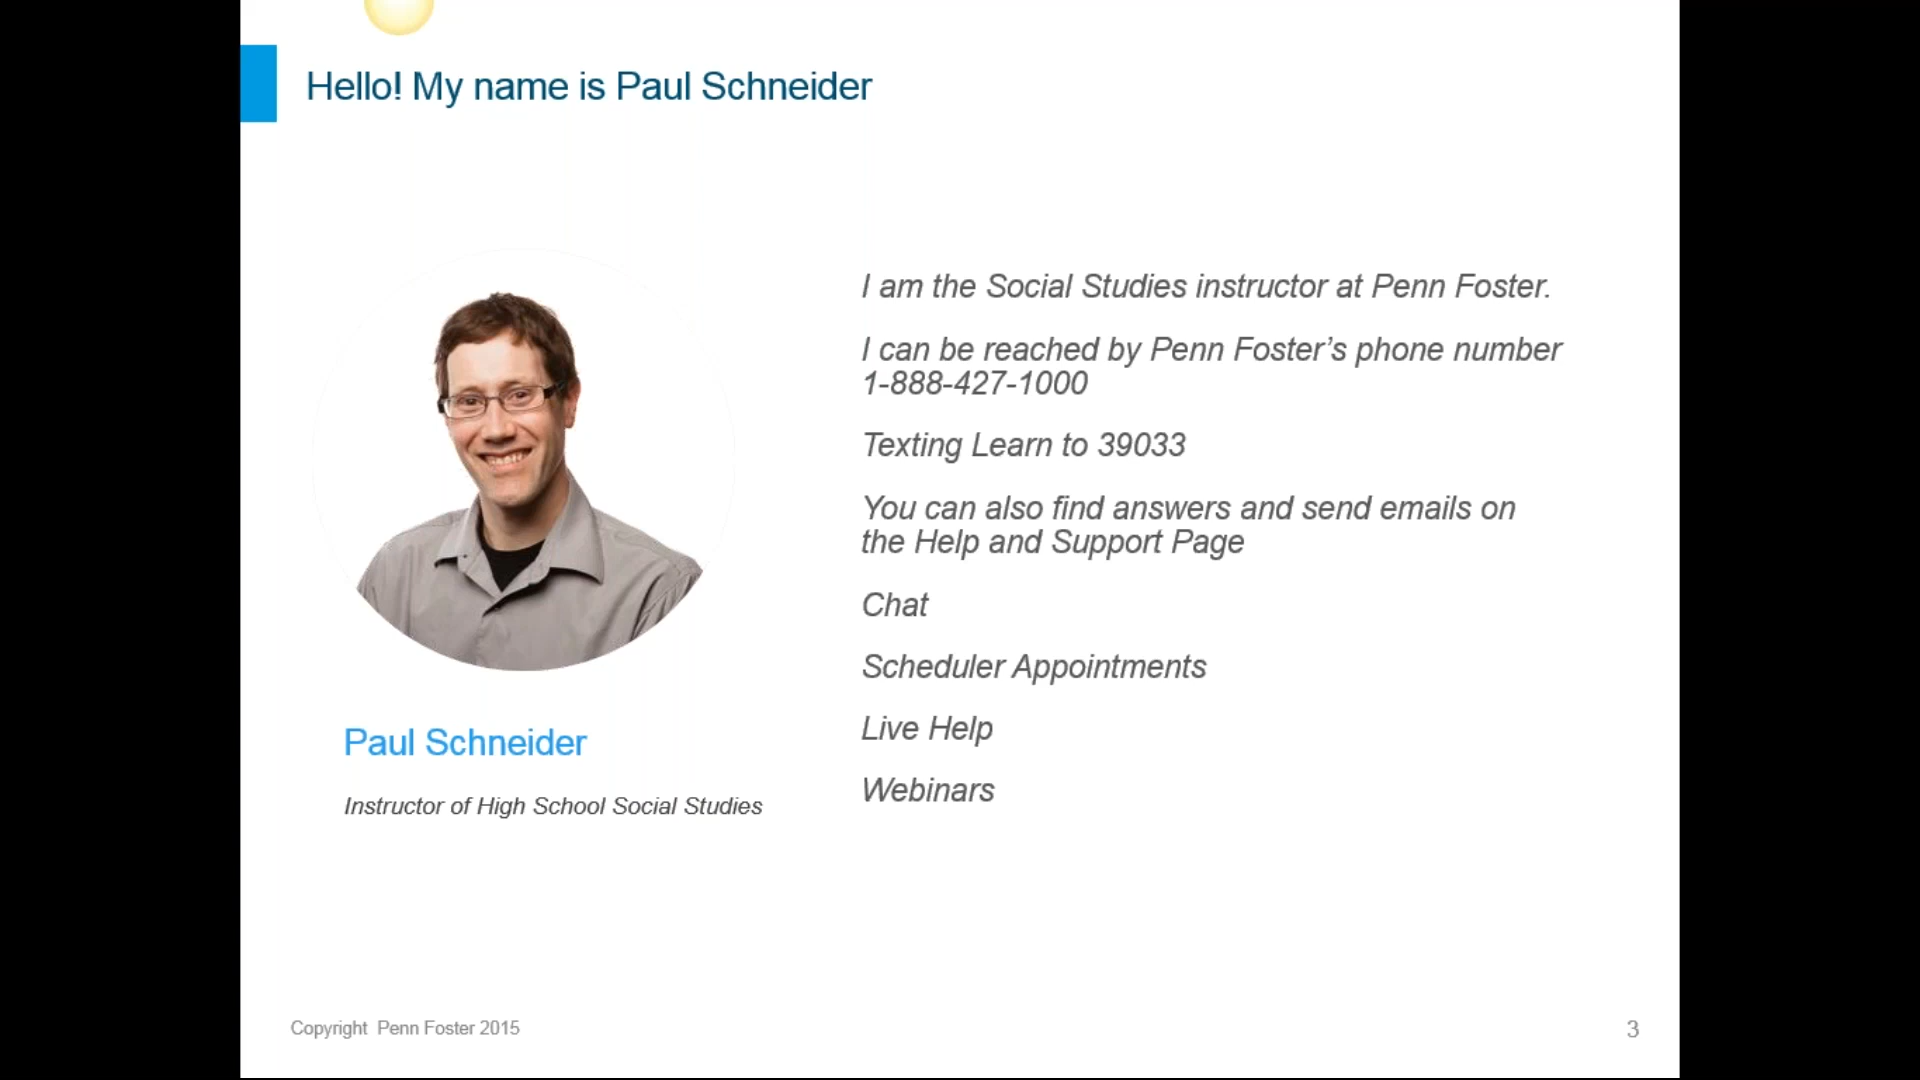 Hello! My name is Paul Schneider
I am the Social Studies instructor at Penn Foster.
I can be reached by Penn Foster’s phone number
1-888-427-1000
Texting Learn to 39033
You can also find answers and send emails on
the Help and Support Page
Chat
Scheduler Appointments
Live Help
Webinars
Paul Schneider
Instructor of High School Social Studies
Copyright Penn Foster 2015
3